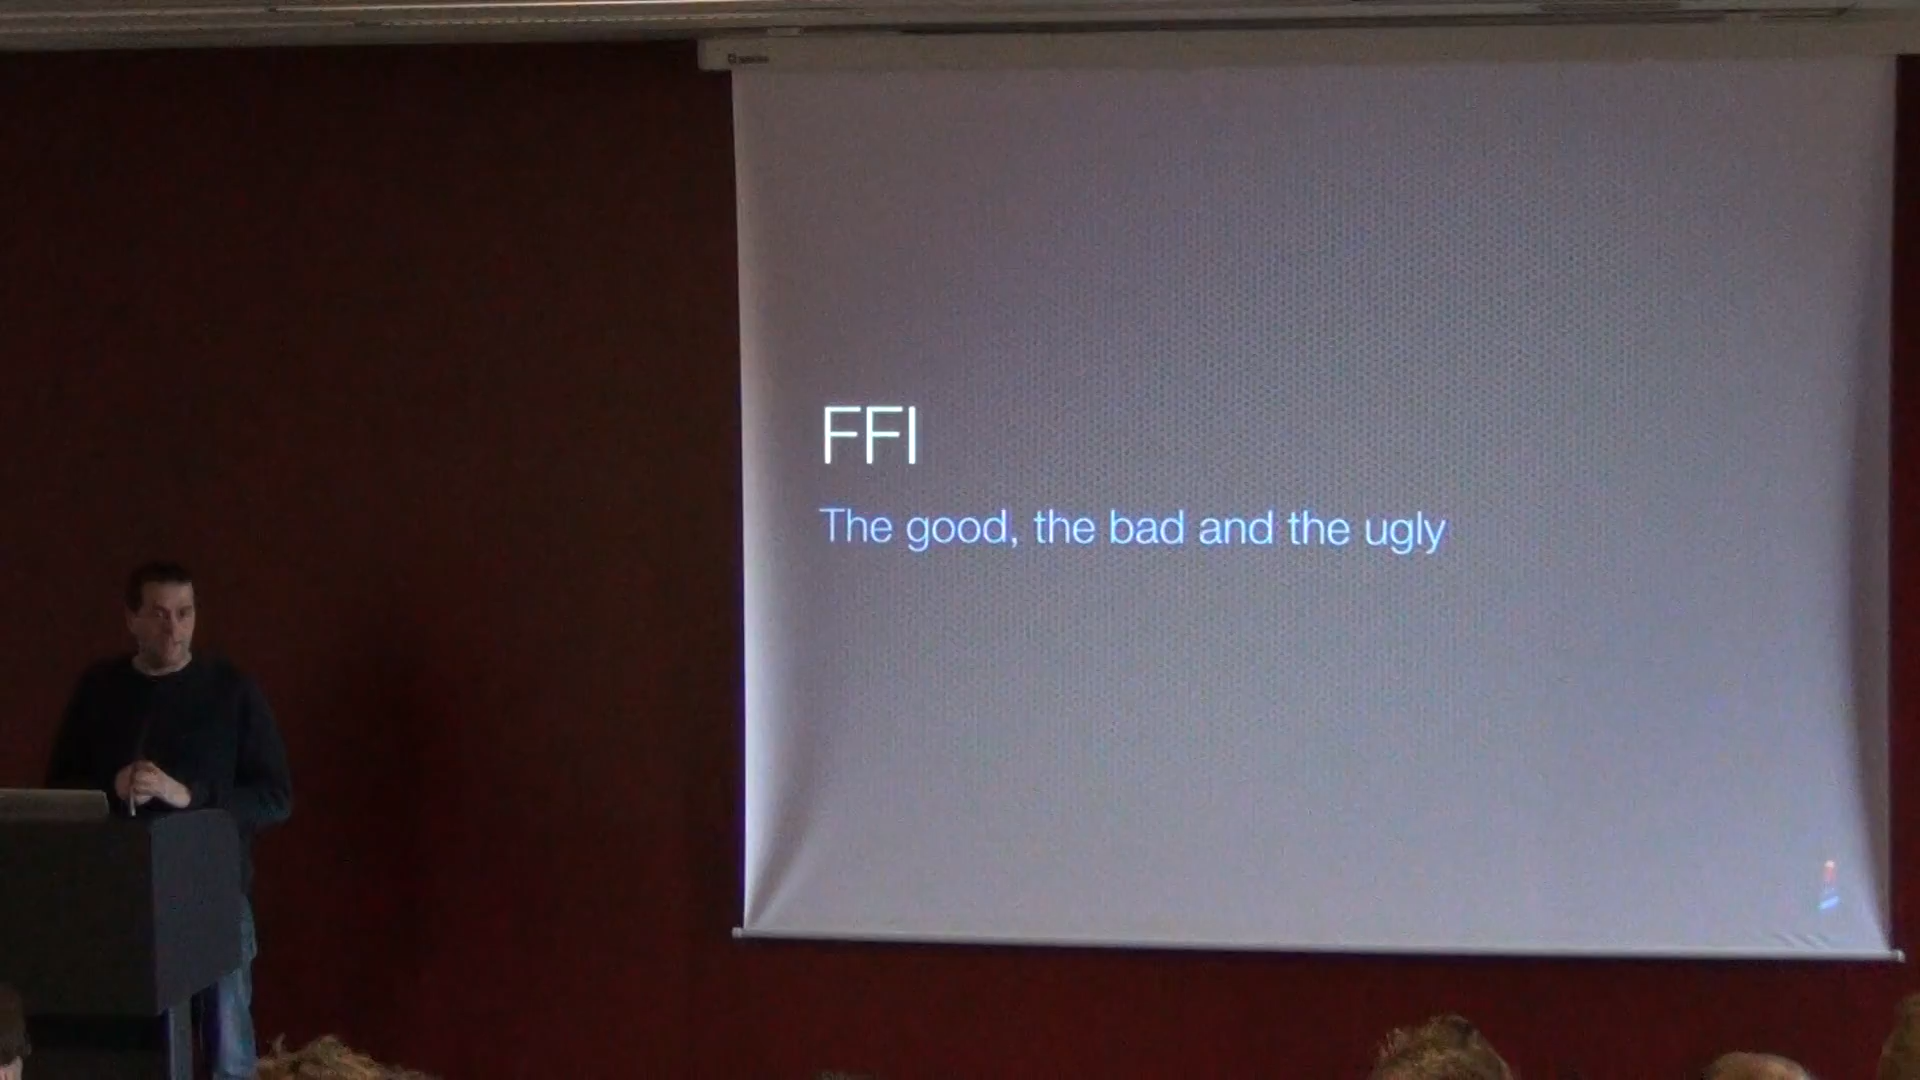 FFI
The good, the bad and the ugly